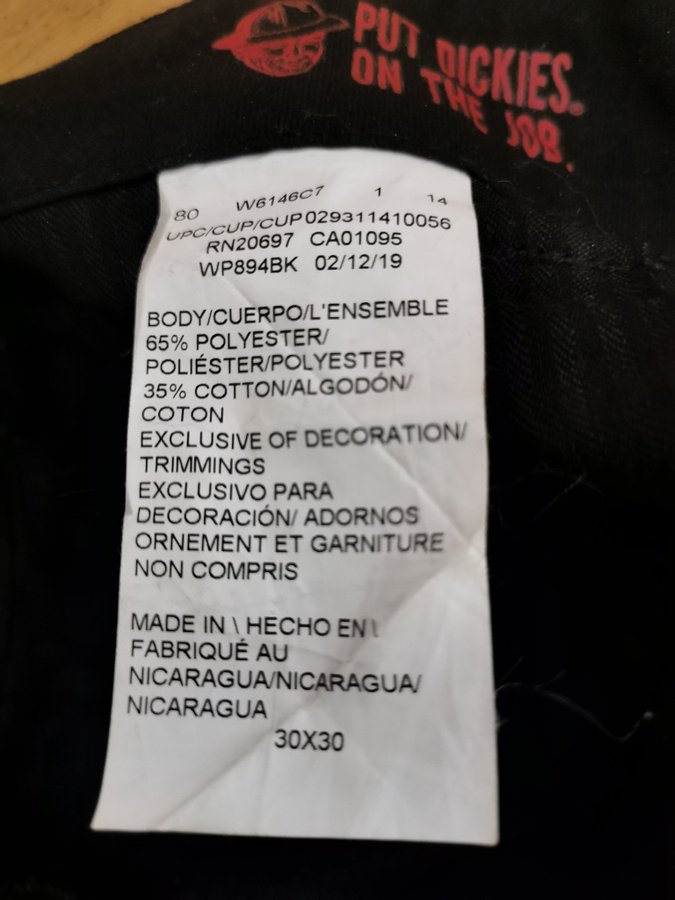 PUT DICKIES®
ON THE JOB.
80 W6146C7 1 14
UPC/CUP/CUP029311410056
RN20697 CA01095
WP894BK 02/12/19
BODY/CUERPO/L'ENSEMBLE
65% POLYESTER/
POLIÉSTER/POLYESTER
35% COTTON/ALGODÓN/
COTON
EXCLUSIVE OF DECORATION/
TRIMMINGS
EXCLUSIVO PARA
DECORACIÓN/ ADORNOS
ORNEMENT ET GARNITURE
NON COMPRIS
MADE IN \ HECHO EN \
FABRIQUÉ AU
NICARAGUA/NICARAGUA/
NICARAGUA
30X30